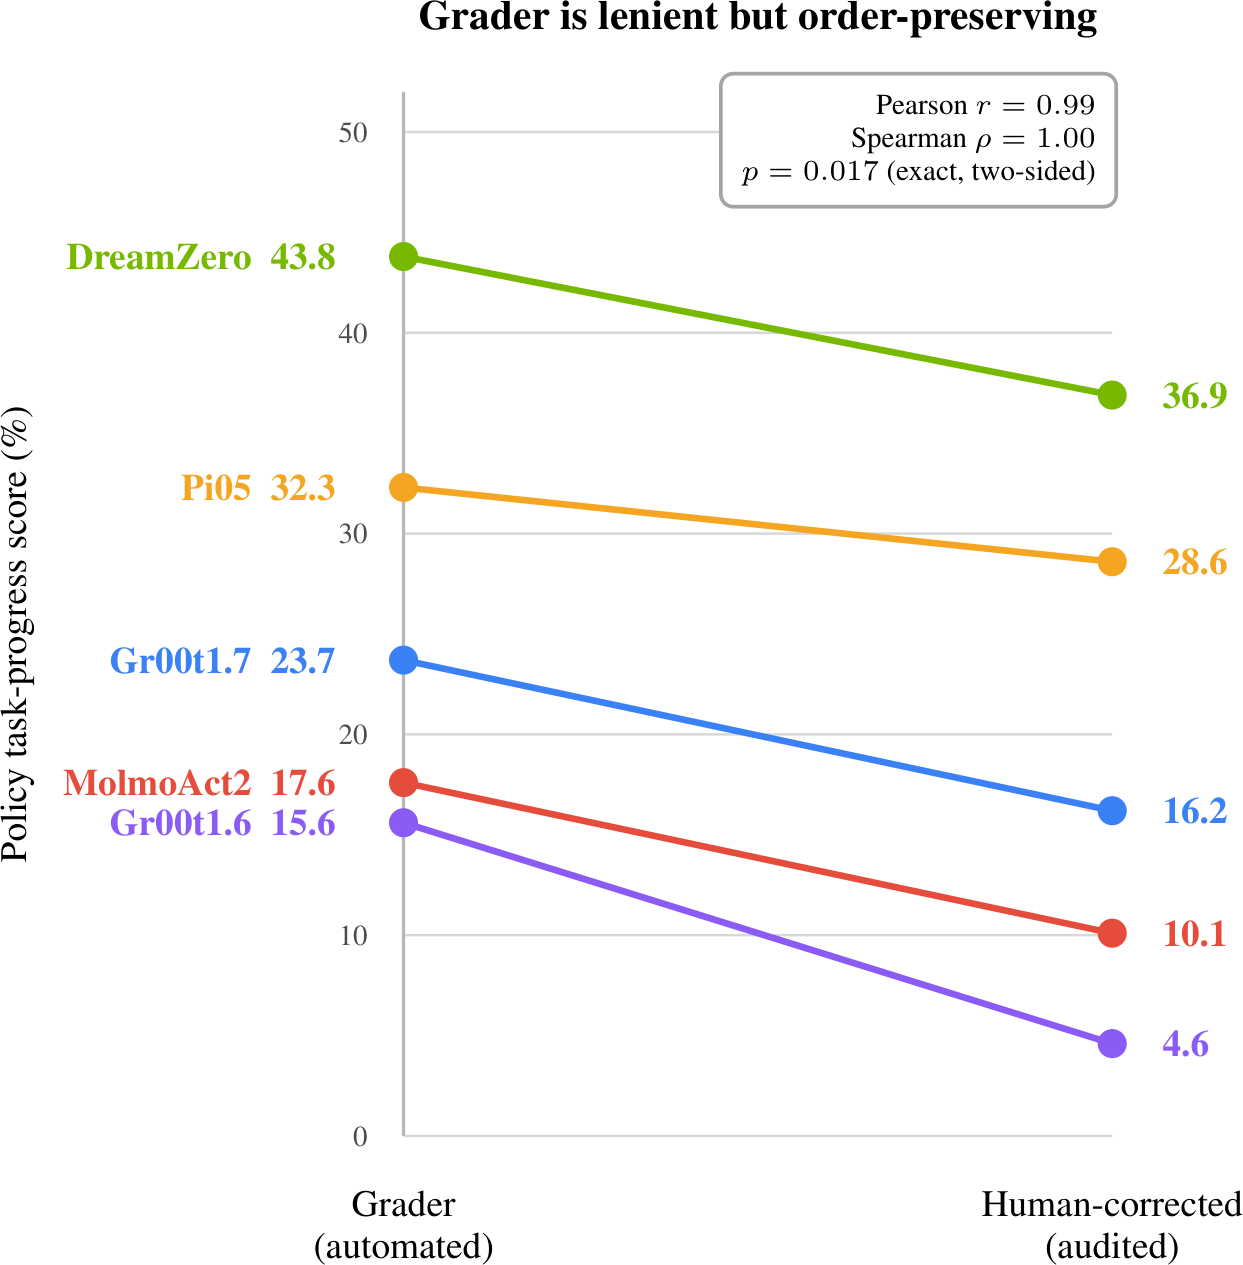 Grader is lenient but order-preserving
Pearson r = 0.99
Spearman ρ = 1.00
p = 0.017 (exact, two-sided)
Policy task-progress score (%)
50
40
30
20
10
0
DreamZero 43.8
Pi05 32.3
Gr00t1.7 23.7
MolmoAct2 17.6
Gr00t1.6 15.6
36.9
28.6
16.2
10.1
4.6
Grader
(automated)
Human-corrected
(audited)